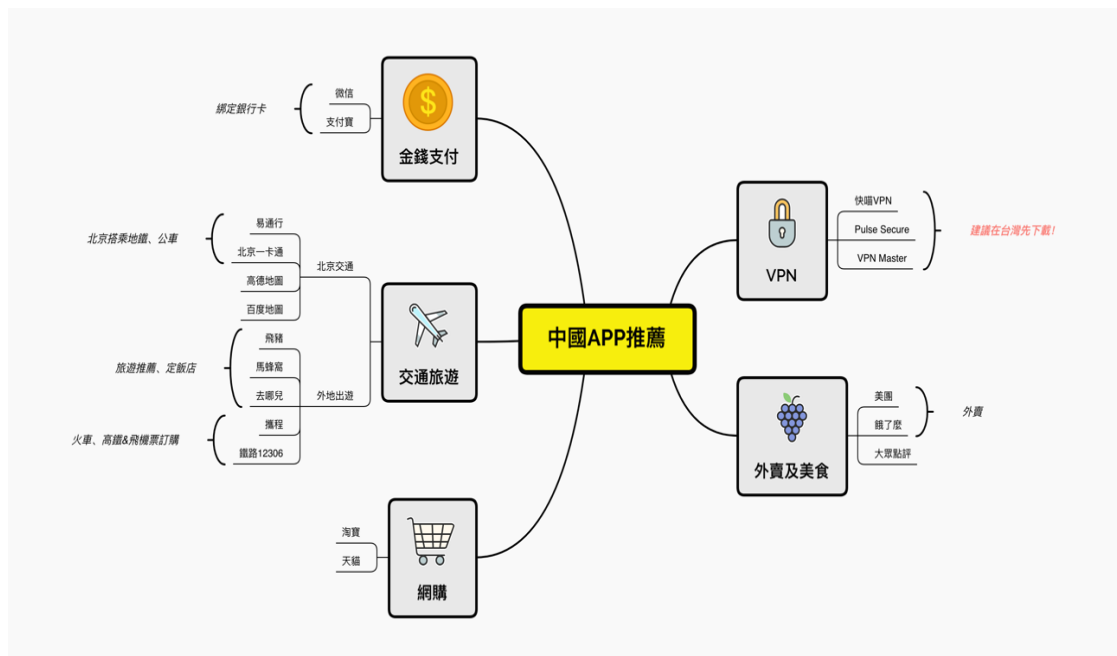 中國APP推薦
$
金錢支付
微信
支付寶
綁定銀行卡
交通旅遊
北京交通
易通行
北京一卡通
高德地圖
百度地圖
北京搭乘地鐵、公車
外地出遊
飛豬
馬蜂窩
去哪兒
攜程
鐵路12306
旅遊推薦、定飯店
火車、高鐵&飛機票訂購
網購
淘寶
天貓
VPN
快喵VPN
Pulse Secure
VPN Master
建議在台灣先下載!
外賣及美食
美團
餓了麼
大眾點評
外賣